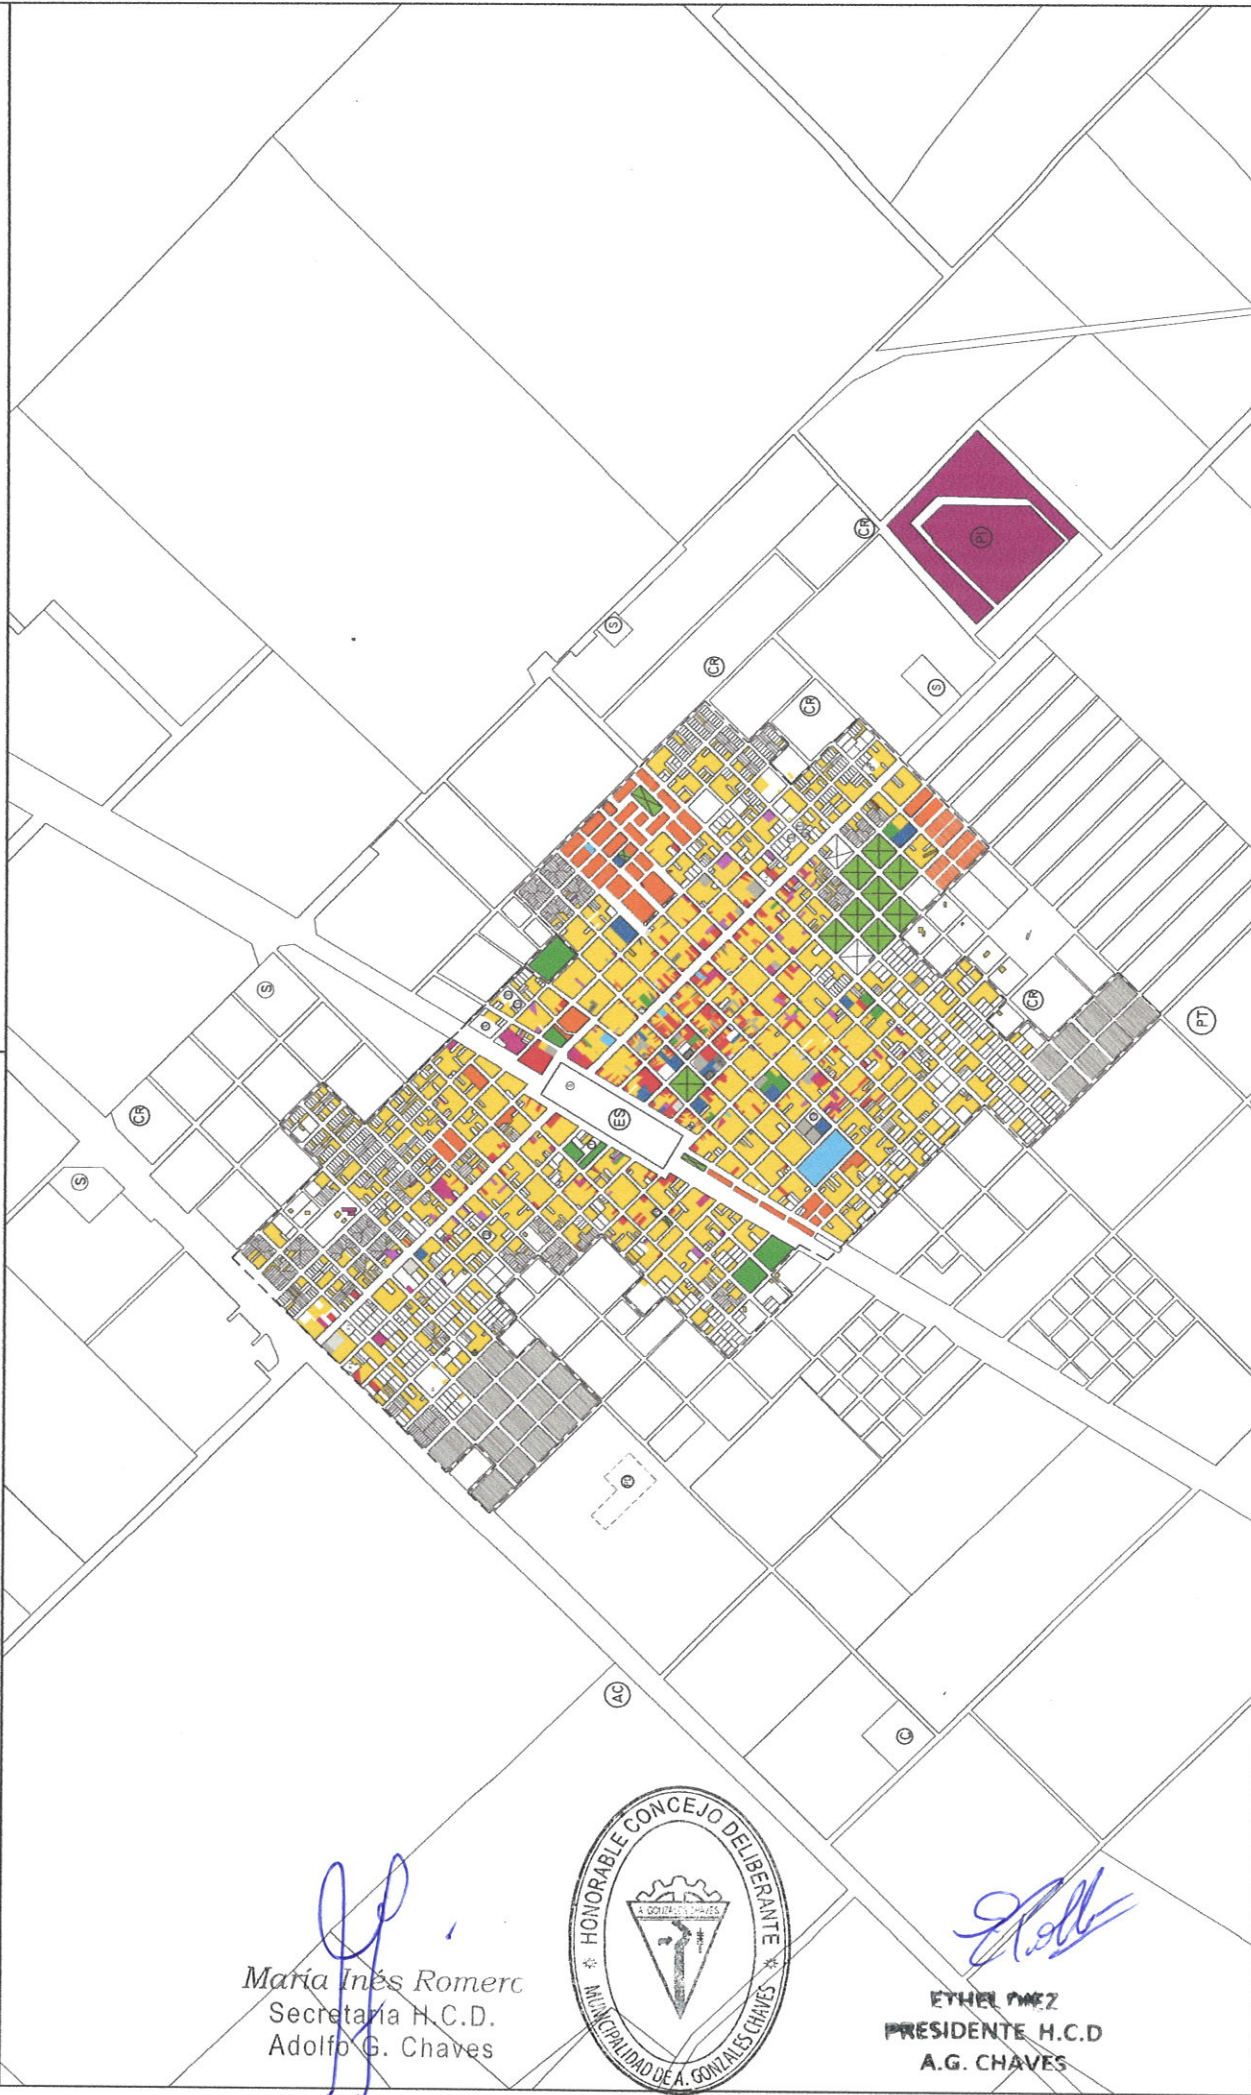 PI
CR
S
CR
S
CR
S
CR
PT
CR
ES
S
AC
C
María Inés Romero
Secretaria H.C.D.
Adolfo G. Chaves
HONORABLE CONCEJO DELIBERANTE
A. GONZALES CHAVES
MUNICIPALIDAD DE A. GONZALES CHAVES
ETHEL
PRESIDENTE H.C.D
A.G. CHAVES